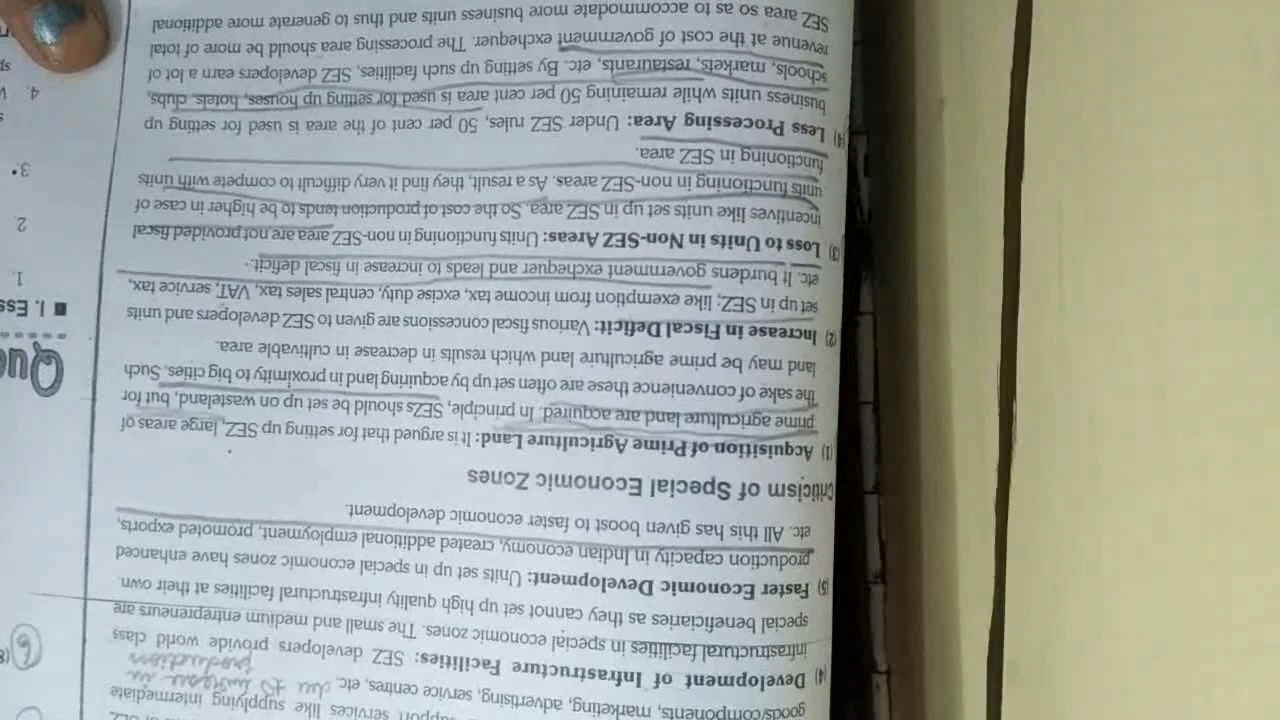 support services like supplying intermediate
goods/components, marketing, advertising, service centres, etc. due to increase in
production
(4) Development of Infrastructure Facilities: SEZ developers provide world class
infrastructural facilities in special economic zones. The small and medium entrepreneurs are
special beneficiaries as they cannot set up high quality infrastructural facilities at their own.
(5) Faster Economic Development: Units set up in special economic zones have enhanced
production capacity in Indian economy, created additional employment, promoted exports,
etc. All this has given boost to faster economic development.
Criticism of Special Economic Zones
(1) Acquisition of Prime Agriculture Land: It is argued that for setting up SEZ, large areas of
prime agriculture land are acquired. In principle, SEZs should be set up on wasteland, but for
the sake of convenience these are often set up by acquiring land in proximity to big cities. Such
land may be prime agriculture land which results in decrease in cultivable area.
(2) Increase in Fiscal Deficit: Various fiscal concessions are given to SEZ developers and units
set up in SEZ; like exemption from income tax, excise duty, central sales tax, VAT, service tax,
etc. It burdens government exchequer and leads to increase in fiscal deficit.
(3) Loss to Units in Non-SEZ Areas: Units functioning in non-SEZ area are not provided fiscal
incentives like units set up in SEZ area. So the cost of production tends to be higher in case of
units functioning in non-SEZ areas. As a result, they find it very difficult to compete with units
functioning in SEZ area.
(4) Less Processing Area: Under SEZ rules, 50 per cent of the area is used for setting up
business units while remaining 50 per cent area is used for setting up houses, hotels, clubs,
schools, markets, restaurants, etc. By setting up such facilities, SEZ developers earn a lot of
revenue at the cost of government exchequer. The processing area should be more of total
SEZ area so as to accommodate more business units and thus to generate more additional
6
Que
■ I. Ess
1.
2.
3.
4.